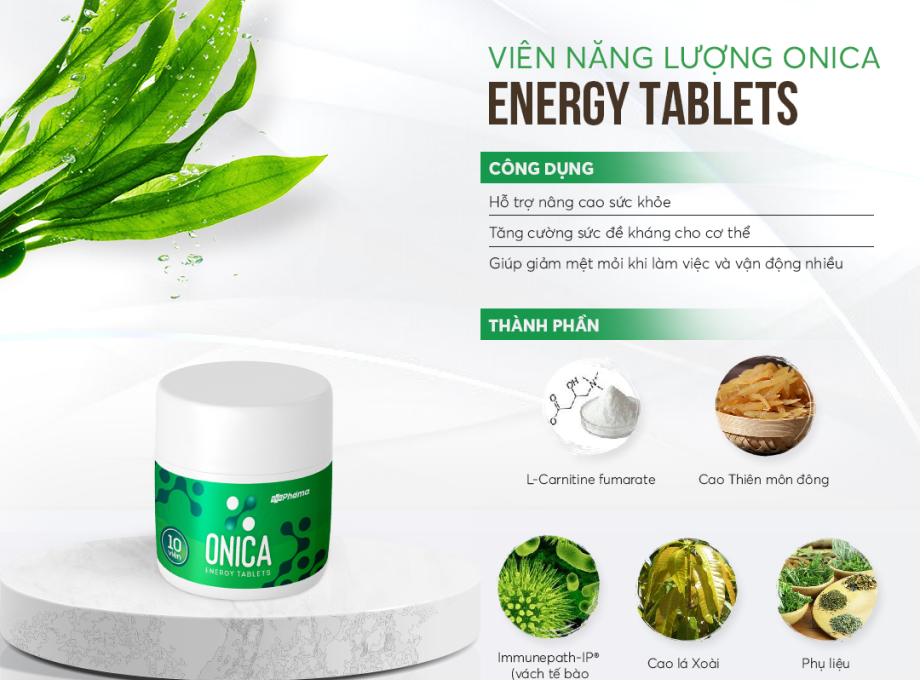 VIÊN NĂNG LƯỢNG ONICA
ENERGY TABLETS
CÔNG DỤNG
Hỗ trợ nâng cao sức khỏe
Tăng cường sức đề kháng cho cơ thể
Giúp giảm mệt mỏi khi làm việc và vận động nhiều
THÀNH PHẦN
OH
N
O
O
L-Carnitine fumarate
Cao Thiên môn đông
Immunepath-IP®
(vách tế bào
Cao lá Xoài
Phụ liệu
Pharma
10
viên
ONICA
ENERGY TABLETS